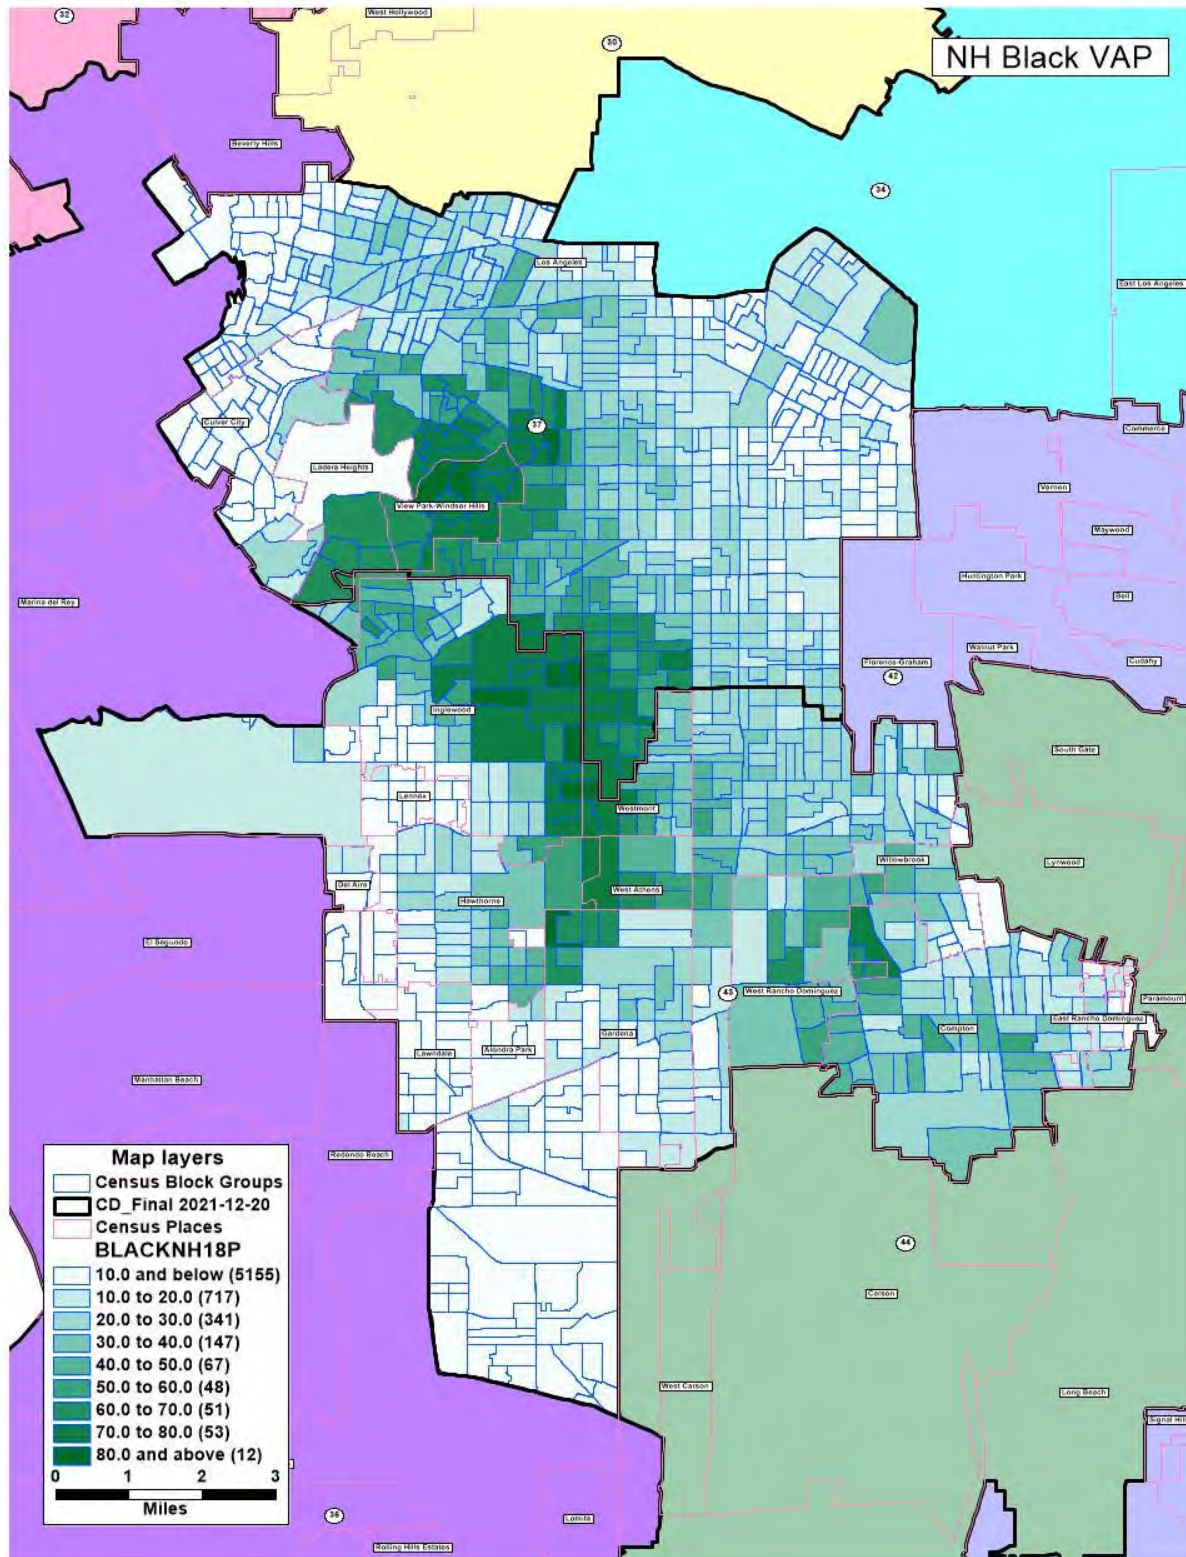 32
West Hollywood
30
NH Black VAP
Beverly Hills
34
Los Angeles
East Los Angeles
Culver City
37
Commerce
Ladera Heights
Vernon
View Park-Windsor Hills
Maywood
Huntington Park
Bell
Marina del Rey
Walnut Park
Florence-Graham
Cudahy
42
Inglewood
South Gate
Lennox
Westmont
Willowbrook
Lynwood
Del Aire
West Athens
Hawthorne
El Segundo
43
West Rancho Dominguez
Paramount
East Rancho Dominguez
Compton
Gardena
Lawndale
Alondra Park
Manhattan Beach
Redondo Beach
Map layers
Census Block Groups
CD_Final 2021-12-20
Census Places
BLACKNH18P
10.0 and below (5155)
10.0 to 20.0 (717)
20.0 to 30.0 (341)
30.0 to 40.0 (147)
40.0 to 50.0 (67)
50.0 to 60.0 (48)
60.0 to 70.0 (51)
70.0 to 80.0 (53)
80.0 and above (12)
0 1 2 3
Miles
44
Carson
West Carson
Long Beach
Signal Hill
36
Lomita
Rolling Hills Estates